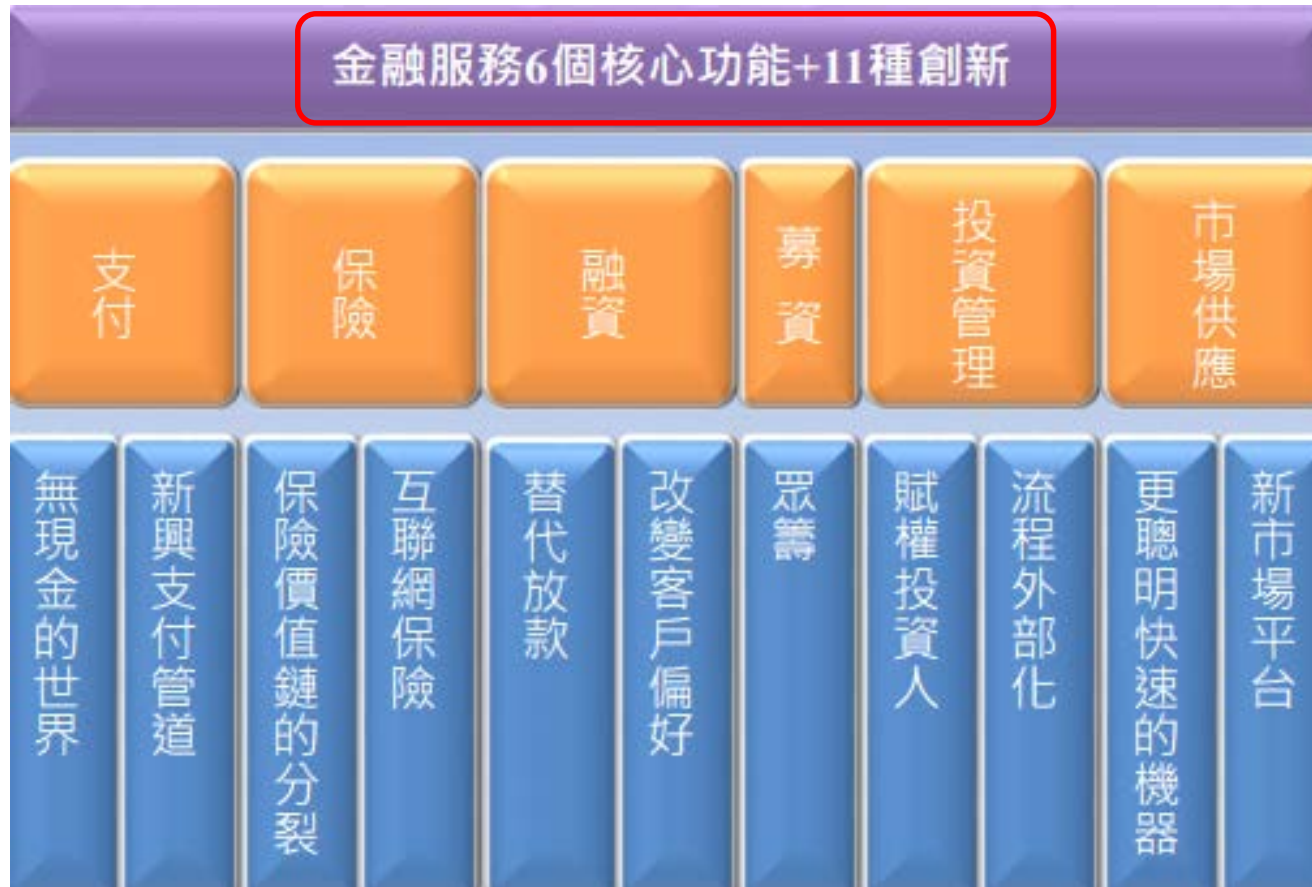 金融服務6個核心功能+11種創新
支付
保險
融資
募資
投資管理
市場供應
無現金的世界
新興支付管道
保險價值鏈的分裂
互聯網保險
替代放款
改變客戶偏好
眾籌
賦權投資人
流程外部化
更聰明快速的機器
新市場平台